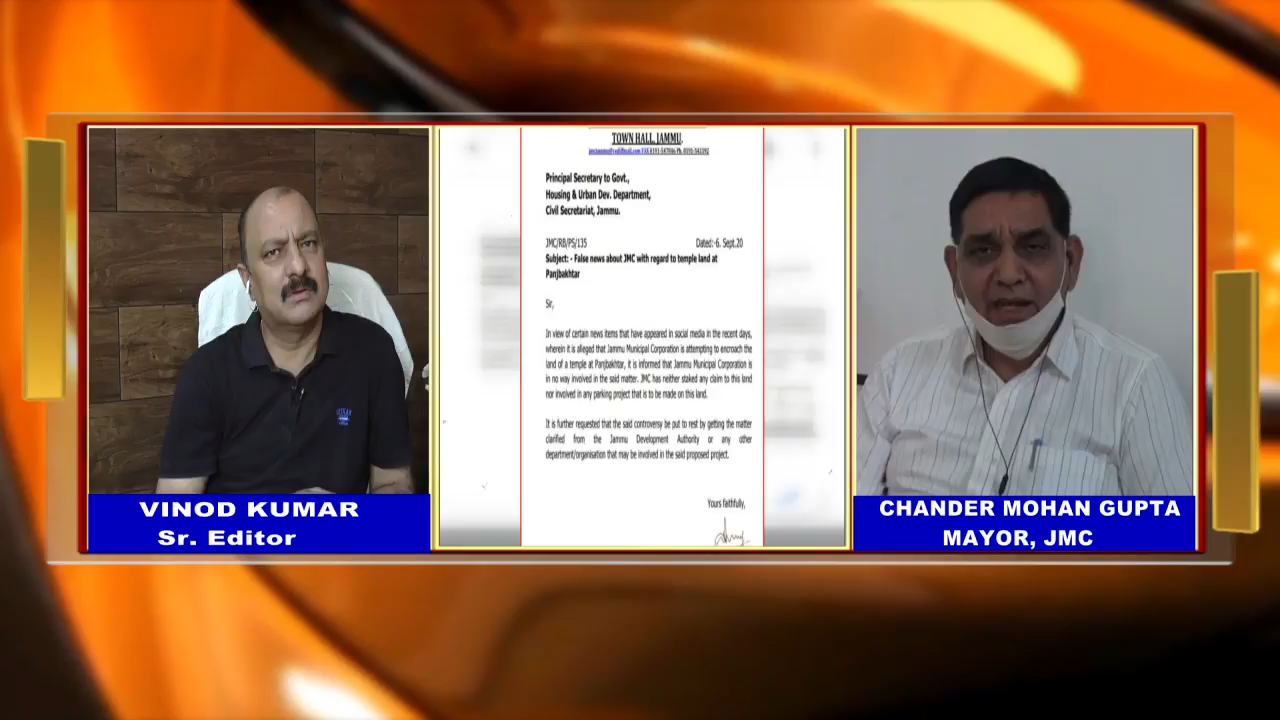 TOWN HALL, JAMMU.
Principal Secretary to Govt.,
Housing & Urban Dev. Department,
Civil Secretariat, Jammu.
JMC/RB/PS/135 Dated:-6. Sept.20
Subject: - False news about JMC with regard to temple land at
Panjbakhtar
Sir,
In view of certain news items that have appeared in social media in the recent days,
wherein it is alleged that Jammu Municipal Corporation is attempting to encroach the
land of a temple at Panjbakhtar, it is informed that Jammu Municipal Corporation is
in no way involved in the said matter. JMC has neither staked any claim to this land
nor involved in any parking project that is to be made on this land.
It is further requested that the said controversy be put to rest by getting the matter
clarified from the Jammu Development Authority or any other
department/organisation that may be involved in the said proposed project.
Yours faithfully,
VINOD KUMAR
Sr. Editor
CHANDER MOHAN GUPTA
MAYOR, JMC